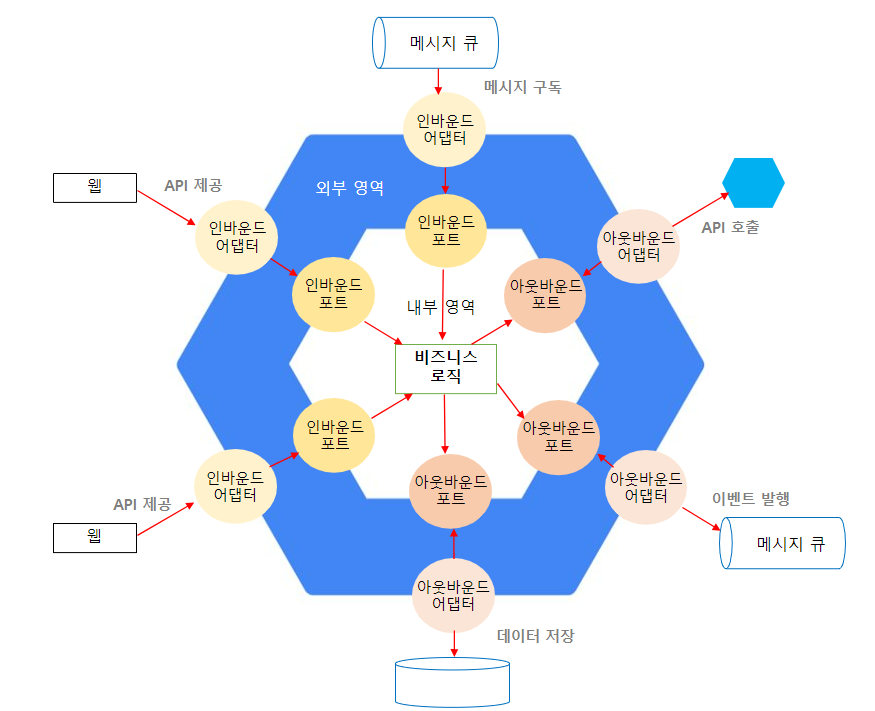 메시지 큐
메시지 구독
인바운드
어댑터
외부 영역
웹
API 제공
인바운드
어댑터
인바운드
포트
아웃바운드
어댑터
API 호출
인바운드
포트
아웃바운드
포트
내부 영역
비즈니스
로직
인바운드
포트
아웃바운드
포트
인바운드
어댑터
아웃바운드
포트
아웃바운드
어댑터
API 제공
웹
이벤트 발행
메시지 큐
아웃바운드
어댑터
데이터 저장